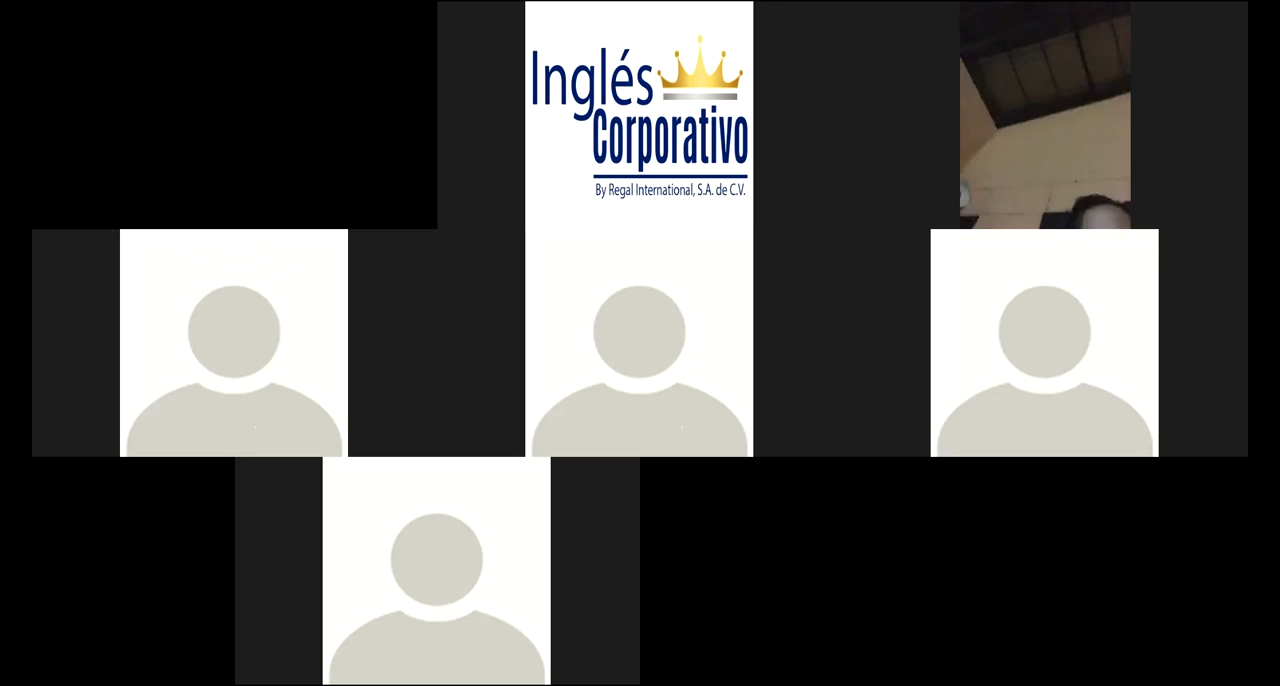 Inglés
Corporativo
By Regal International, S.A. de C.V.